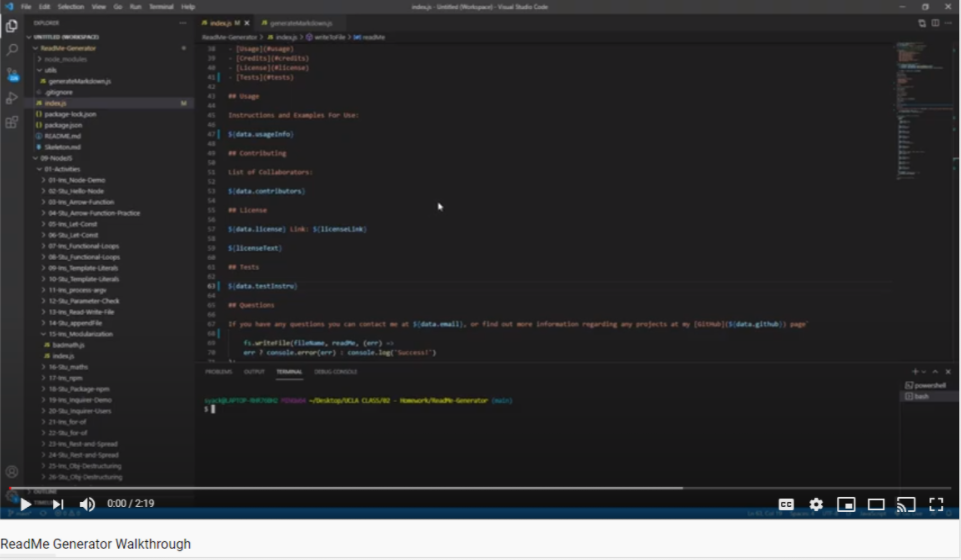 File Edit Selection View Go Run Terminal Help
index.js - Untitled (Workspace) - Visual Studio Code
EXPLORER
UNTITLED (WORKSPACE)
ReadMe-Generator
node_modules
utils
generateMarkdown.js
.gitignore
index.js M
package-lock.json
package.json
README.md
Skeleton.md
09-NodeJS
01-Activities
01-Ins_Node-Demo
02-Stu_Hello-Node
03-Ins_Arrow-Function
04-Stu_Arrow-Function-Practice
05-Ins_Let-Const
06-Stu_Let-Const
07-Ins_Functional-Loops
08-Stu_Functional-Loops
09-Ins_Template-Literals
10-Stu_Template-Literals
11-Ins_process-argv
12-Stu_Parameter-Check
13-Ins_Read-Write-File
14-Stu_appendFile
15-Ins_Modularization
badmath.js
index.js
16-Stu_maths
17-Ins_npm
18-Stu_Package-npm
19-Ins_Inquirer-Demo
20-Stu_Inquirer-Users
21-Ins_for-of
22-Stu_for-of
23-Ins_Rest-and-Spread
24-Stu_Rest-and-Spread
25-Ins_Obj-Destructuring
26-Stu_Obj-Destructuring
OUTLINE
index.js M
generateMarkdown.js
ReadMe-Generator > index.js > writeToFile > readMe
38 - [Usage](#usage)
39 - [Credits](#credits)
40 - [License](#license)
41 - [Tests](#tests)
42
43 ## Usage
44
45 Instructions and Examples For Use:
46
47 ${data.usageInfo}
48
49 ## Contributing
50
51 List of Collaborators:
52
53 ${data.contributors}
54
55 ## License
56
57 ${data.license} Link: ${licenseLink}
58
59 ${licenseText}
60
61 ## Tests
62
63 ${data.testInstru}
64
65 ## Questions
66
67 If you have any questions you can contact me at ${data.email}, or find out more information regarding any projects at my [GitHub](${data.github}) page`
68
69 fs.writeFile(fileName, readMe, (err) =>
70 err ? console.error(err) : console.log('Success!')
PROBLEMS OUTPUT TERMINAL DEBUG CONSOLE
~/Desktop/UCLA CLASS/02 - Homework/ReadMe-Generator (main)
$
powershell
bash
0:00 / 2:19
ReadMe Generator Walkthrough